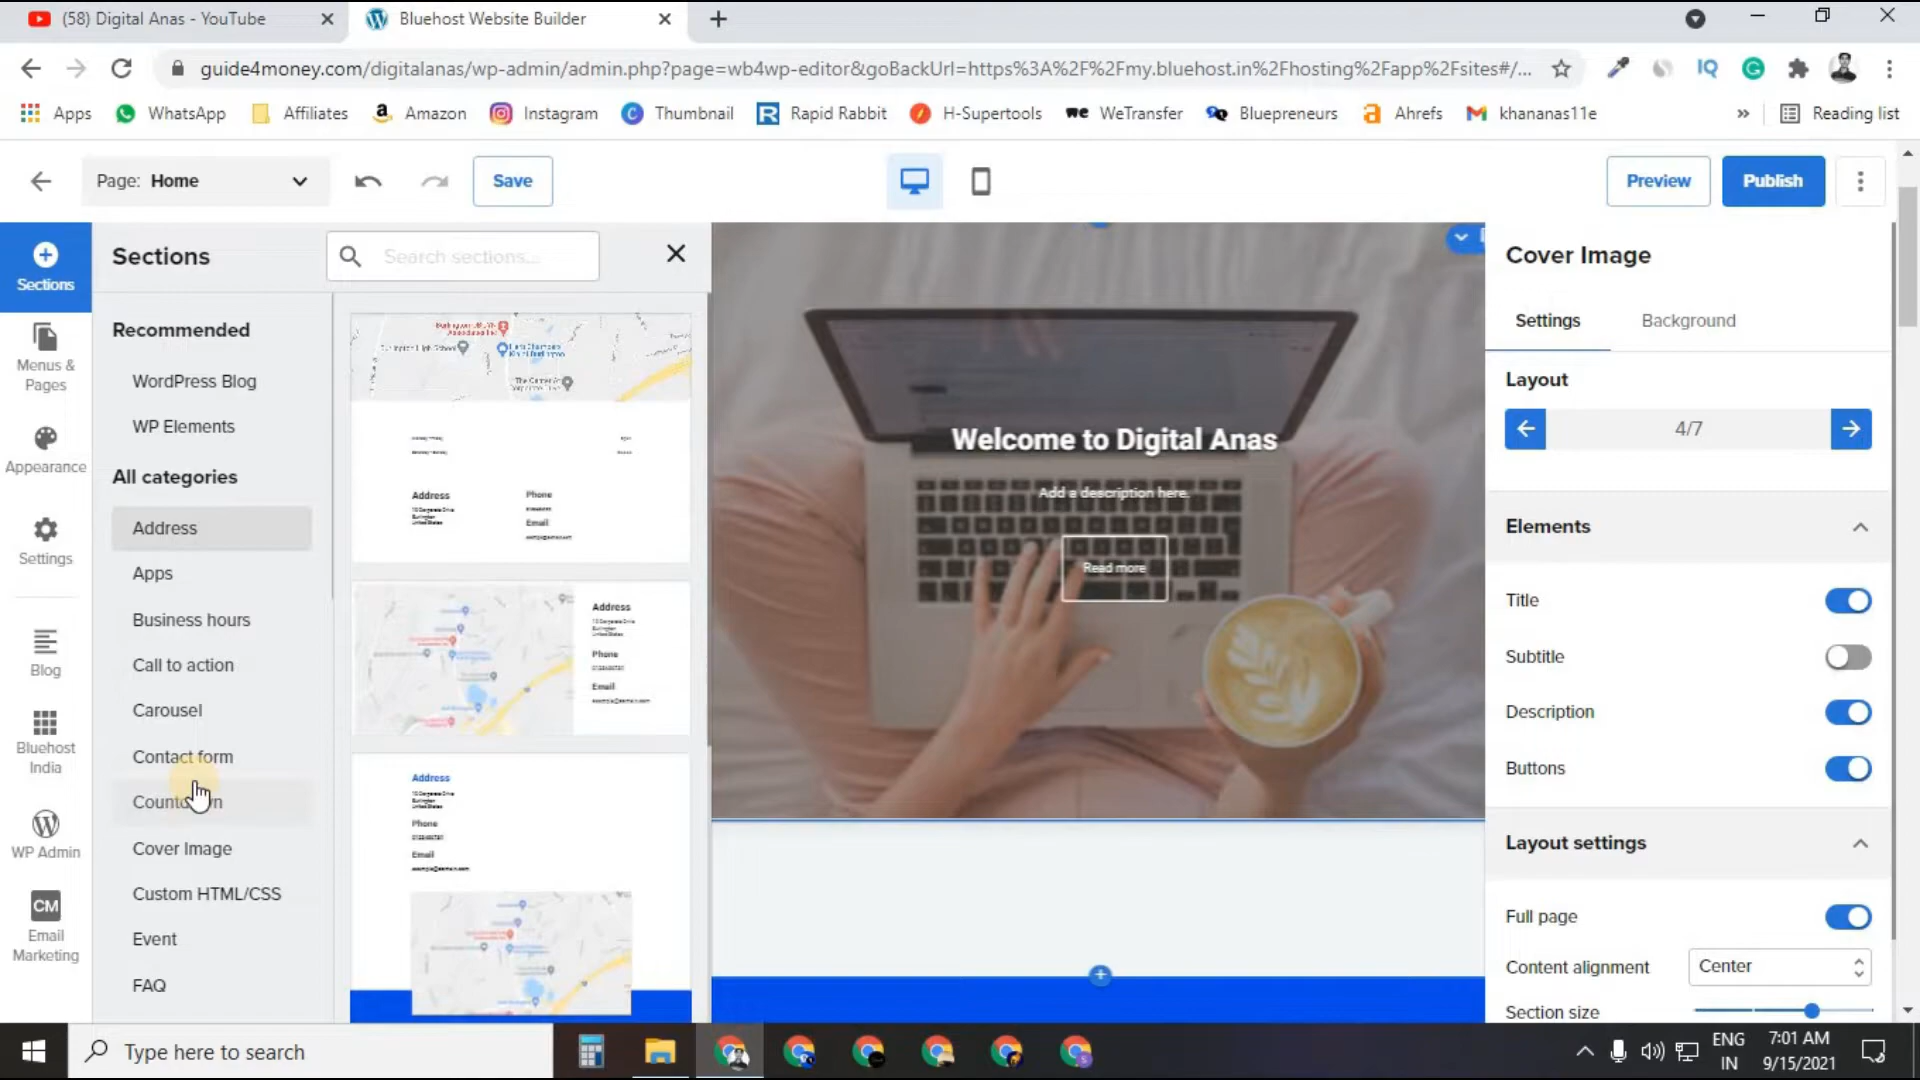 (58) Digital Anas - YouTube
Bluehost Website Builder
guide4money.com/digitalanas/wp-admin/admin.php?page=wb4wp-editor&goBackUrl=https%3A%2F%2Fmy.bluehost.in%2Fhosting%2Fapp%2Fsites#/...
IQ
Apps
WhatsApp
Affiliates
Amazon
Instagram
Thumbnail
Rapid Rabbit
H-Supertools
WeTransfer
Bluepreneurs
Ahrefs
khananas11e
»
Reading list
Page: Home
Save
Preview
Publish
Sections
Menus &
Pages
Appearance
Settings
Blog
Bluehost
India
WP Admin
CM
Email
Marketing
Sections
Search sections...
Recommended
WordPress Blog
WP Elements
All categories
Address
Apps
Business hours
Call to action
Carousel
Contact form
Cover Image
Custom HTML/CSS
Event
FAQ
Address
Phone
Email
Address
Phone
Email
Address
Phone
Email
Welcome to Digital Anas
Add a description here.
Read more
Cover Image
Settings
Background
Layout
4/7
Elements
Title
Subtitle
Description
Buttons
Layout settings
Full page
Content alignment
Center
Section size
Type here to search
ENG
IN
7:01 AM
9/15/2021